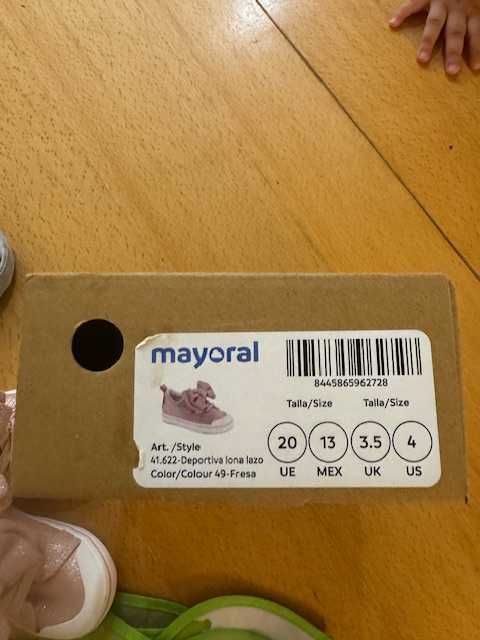 mayoral
8445865962728
Talla/Size Talla/Size
20 13 3.5 4
UE MEX UK US
Art. /Style
41.622-Deportiva lona lazo
Color/Colour 49-Fresa